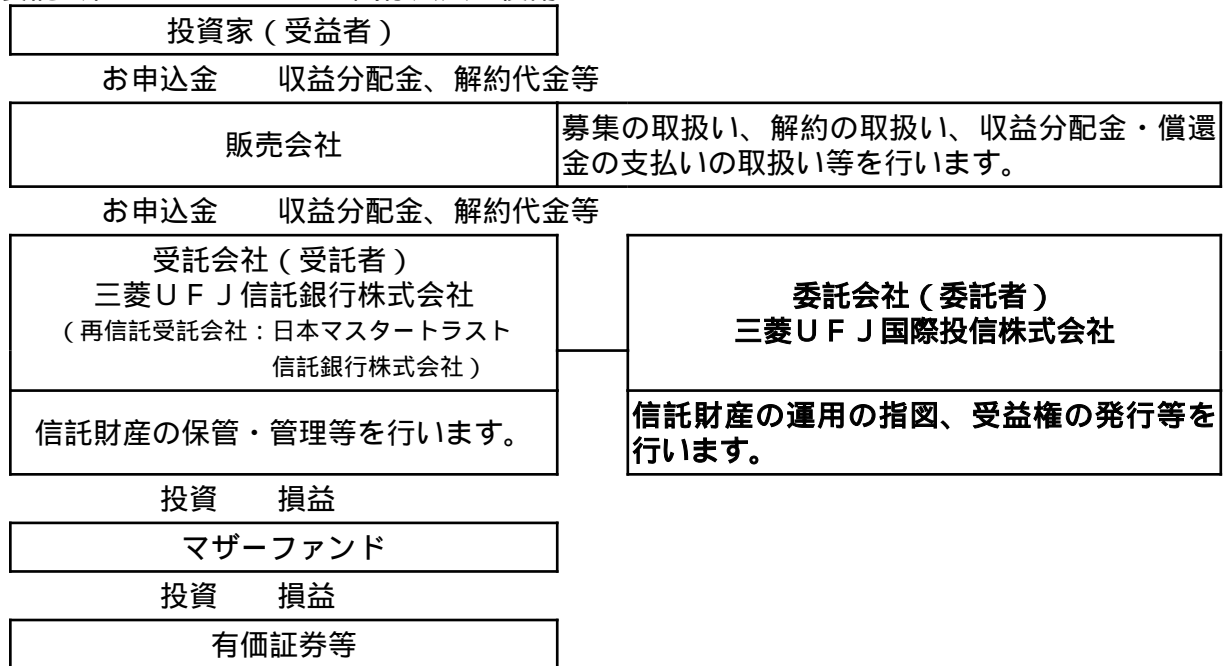 投資家（受益者）
お申込金　　収益分配金、解約代金等
販売会社
募集の取扱い、解約の取扱い、収益分配金・償還
金の支払いの取扱い等を行います。
お申込金　　収益分配金、解約代金等
受託会社（受託者）
三菱ＵＦＪ信託銀行株式会社
（再信託受託会社：日本マスタートラスト
信託銀行株式会社）
委託会社（委託者）
三菱ＵＦＪ国際投信株式会社
信託財産の保管・管理等を行います。
信託財産の運用の指図、受益権の発行等を
行います。
投資　　損益
マザーファンド
投資　　損益
有価証券等